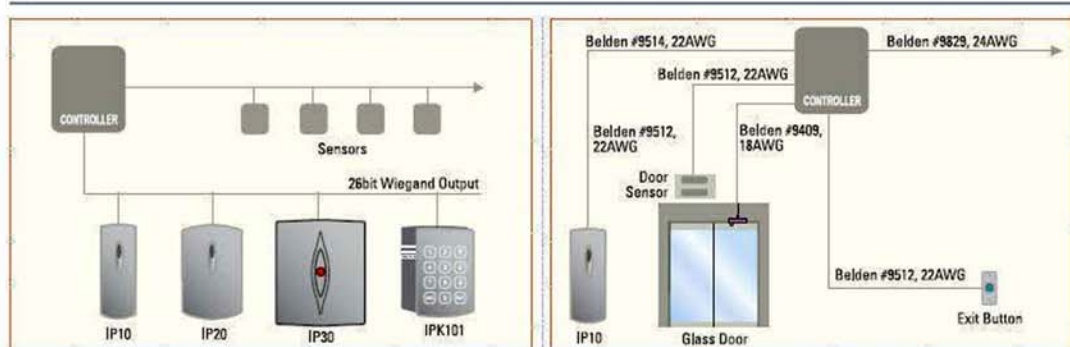 CONTROLLER
Sensors
26bit Wiegand Output
IP10
IP20
IP30
IPK101
Belden #9514, 22AWG
Belden #9829, 24AWG
Belden #9512, 22AWG
CONTROLLER
Belden #9512,
22AWG
Belden #9409,
18AWG
Door
Sensor
Belden #9512, 22AWG
IP10
Glass Door
Exit Button